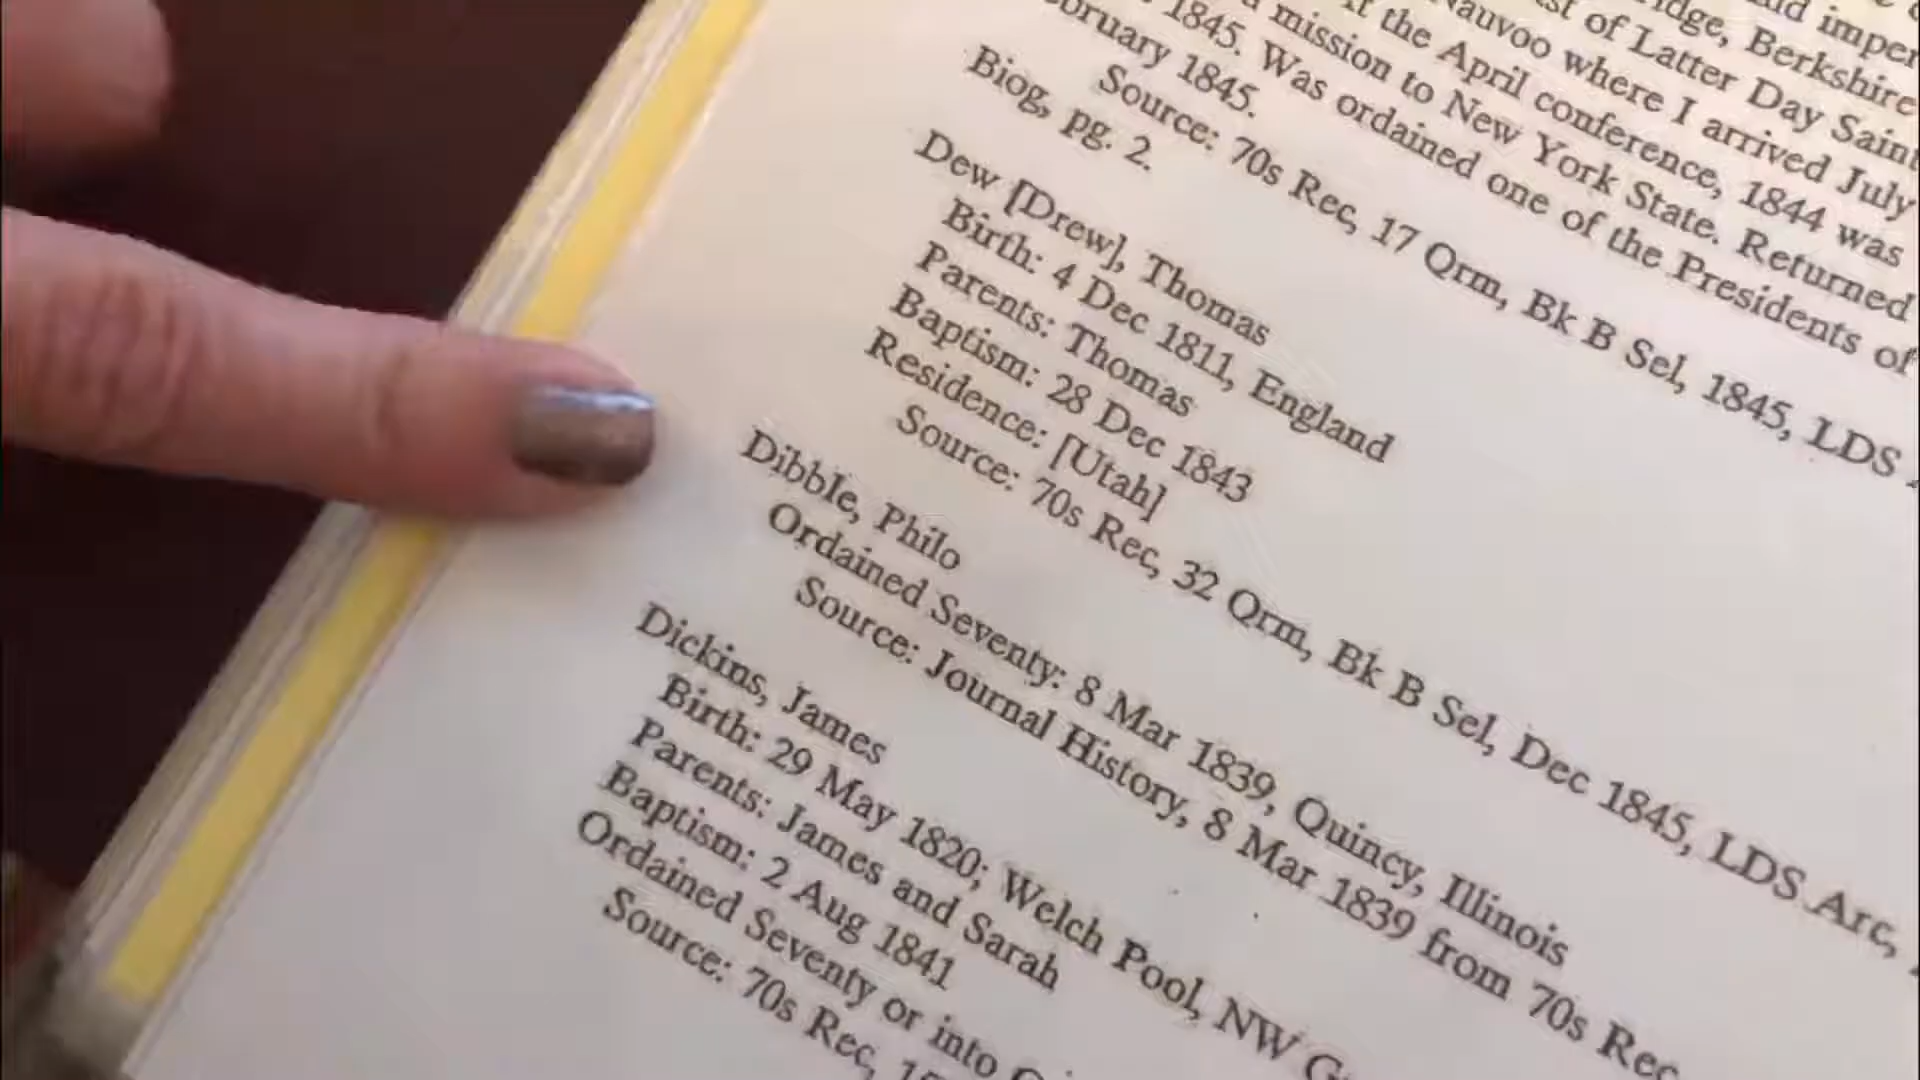 imper
Berkshire
of Latter Day Saint
Nauvoo where I arrived July
the April conference, 1844 was
mission to New York State. Returned
1845. Was ordained one of the Presidents of
1845.
Source: 70s Rec, 17 Qrm, Bk B Sel, 1845, LDS
Biog, pg. 2.
Dew [Drew], Thomas
Birth: 4 Dec 1811, England
Parents: Thomas
Baptism: 28 Dec 1843
Residence: [Utah]
Source: 70s Rec, 32 Qrm, Bk B Sel, Dec 1845, LDS Arc,
Dibble, Philo
Ordained Seventy: 8 Mar 1839, Quincy, Illinois
Source: Journal History, 8 Mar 1839 from 70s Rec
Dickins, James
Birth: 29 May 1820; Welch Pool, NW
Parents: James and Sarah
Baptism: 2 Aug 1841
Ordained Seventy or into
Source: 70s Rec,